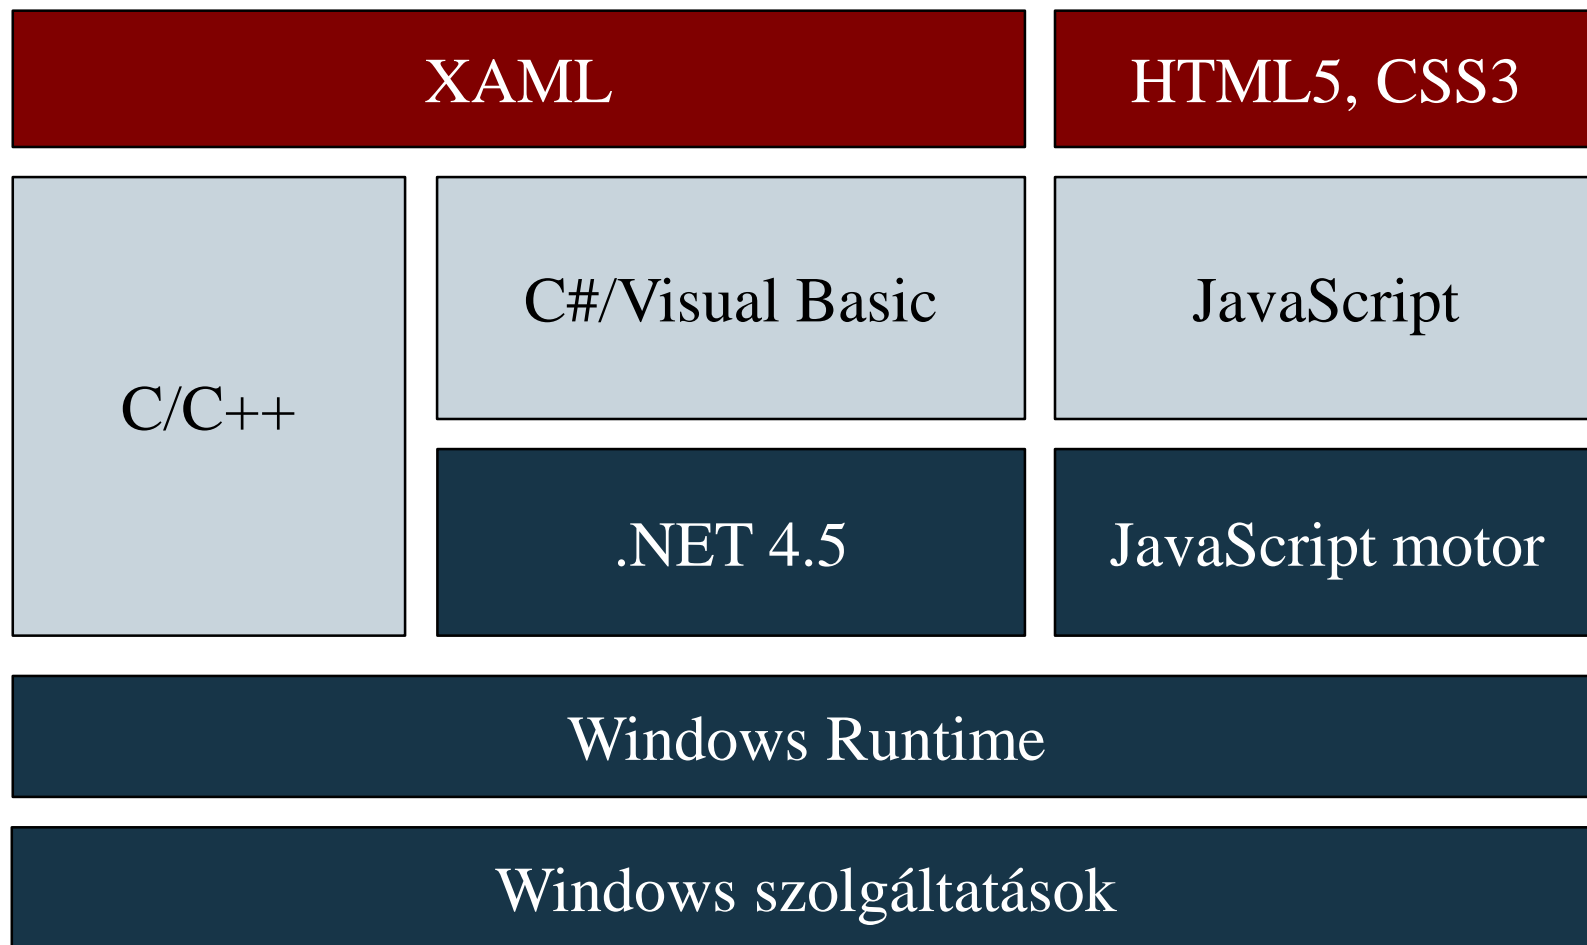 XAML
HTML5, CSS3
C/C++
C#/Visual Basic
JavaScript
.NET 4.5
JavaScript motor
Windows Runtime
Windows szolgáltatások